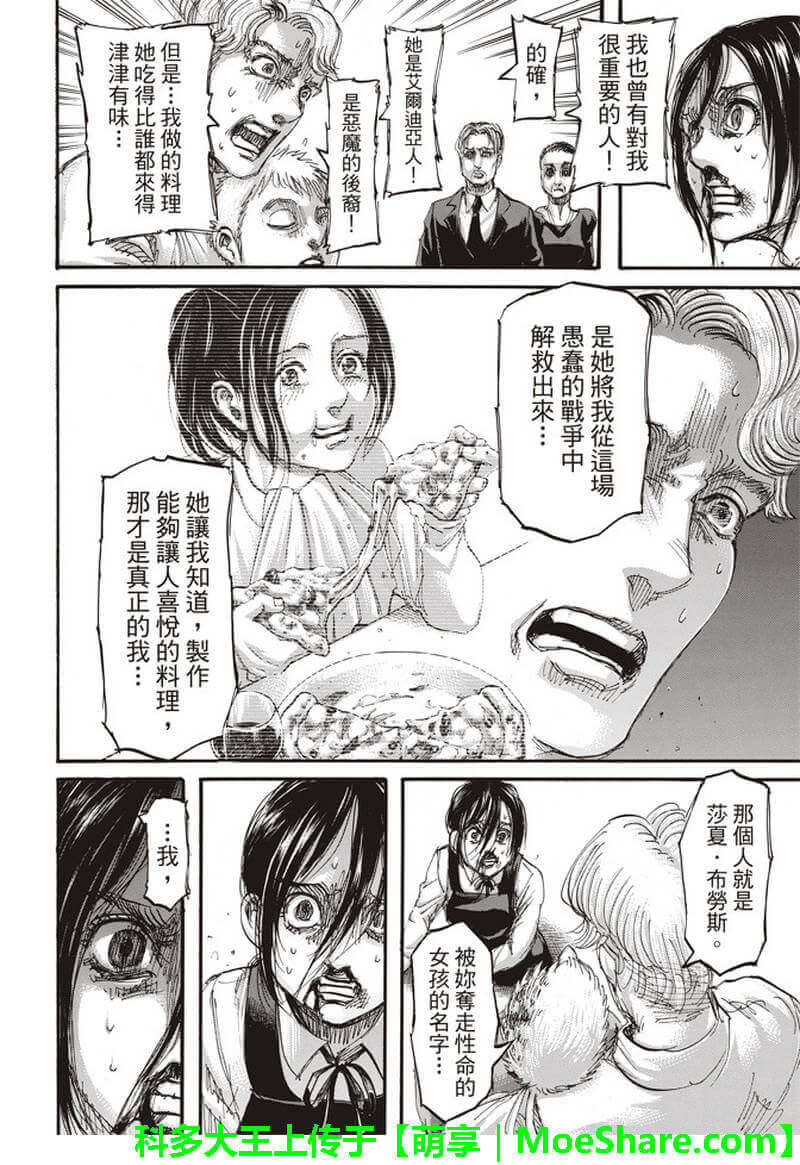 我也曾有對我
很重要的人！
的確，
她是艾爾迪亞人！
是惡魔的後裔！
但是…我做的料理
她吃得比誰都來得
津津有味…
是她將我從這場
愚蠢的戰爭中
解救出來…
她讓我知道，製作
能夠讓人喜悅的料理，
那才是真正的我…
那個人就是
莎夏·布勞斯。
被妳奪走性命的
女孩的名字…
…我，
科多大王上传于【萌享｜MoeShare.com】